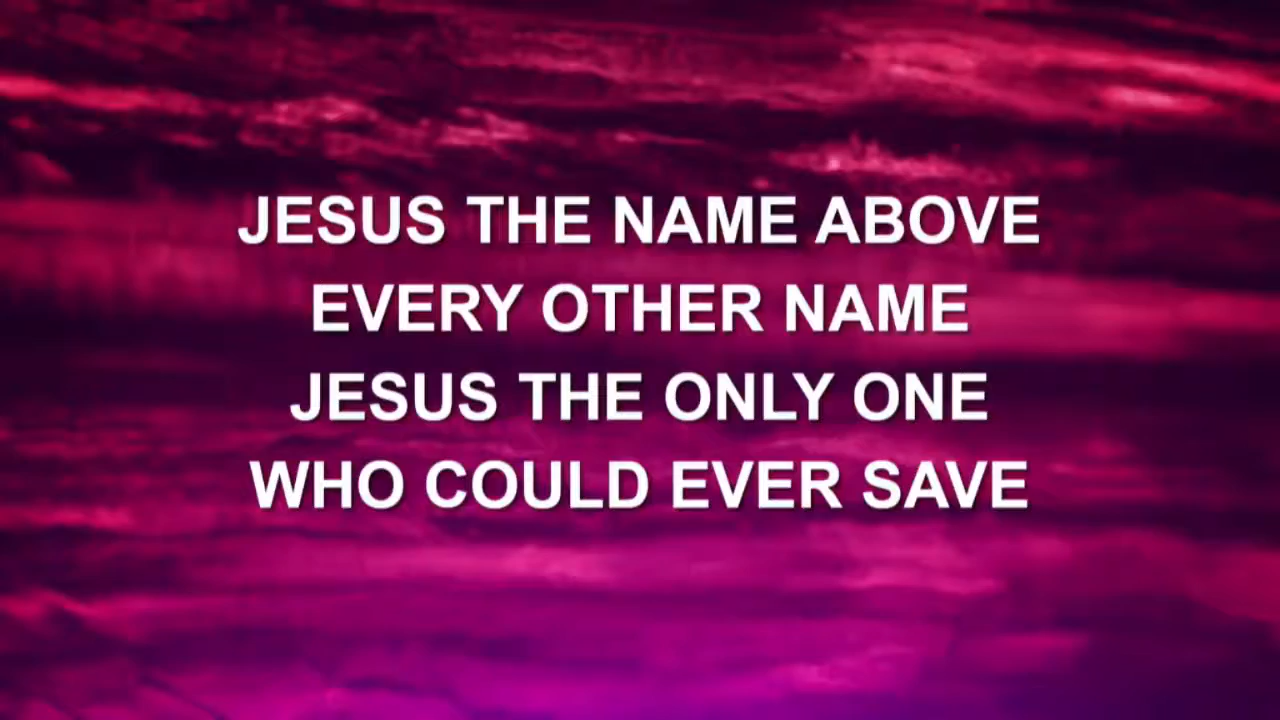 JESUS THE NAME ABOVE
EVERY OTHER NAME
JESUS THE ONLY ONE
WHO COULD EVER SAVE